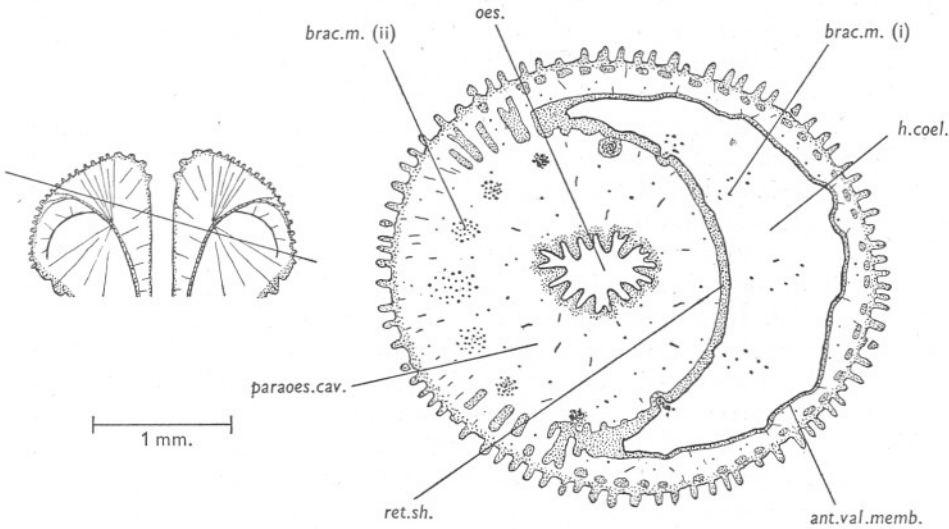 oes.
brac.m. (ii)
brac.m. (i)
h.coel.
paraoes.cav.
1 mm.
ret.sh.
ant.val.memb.